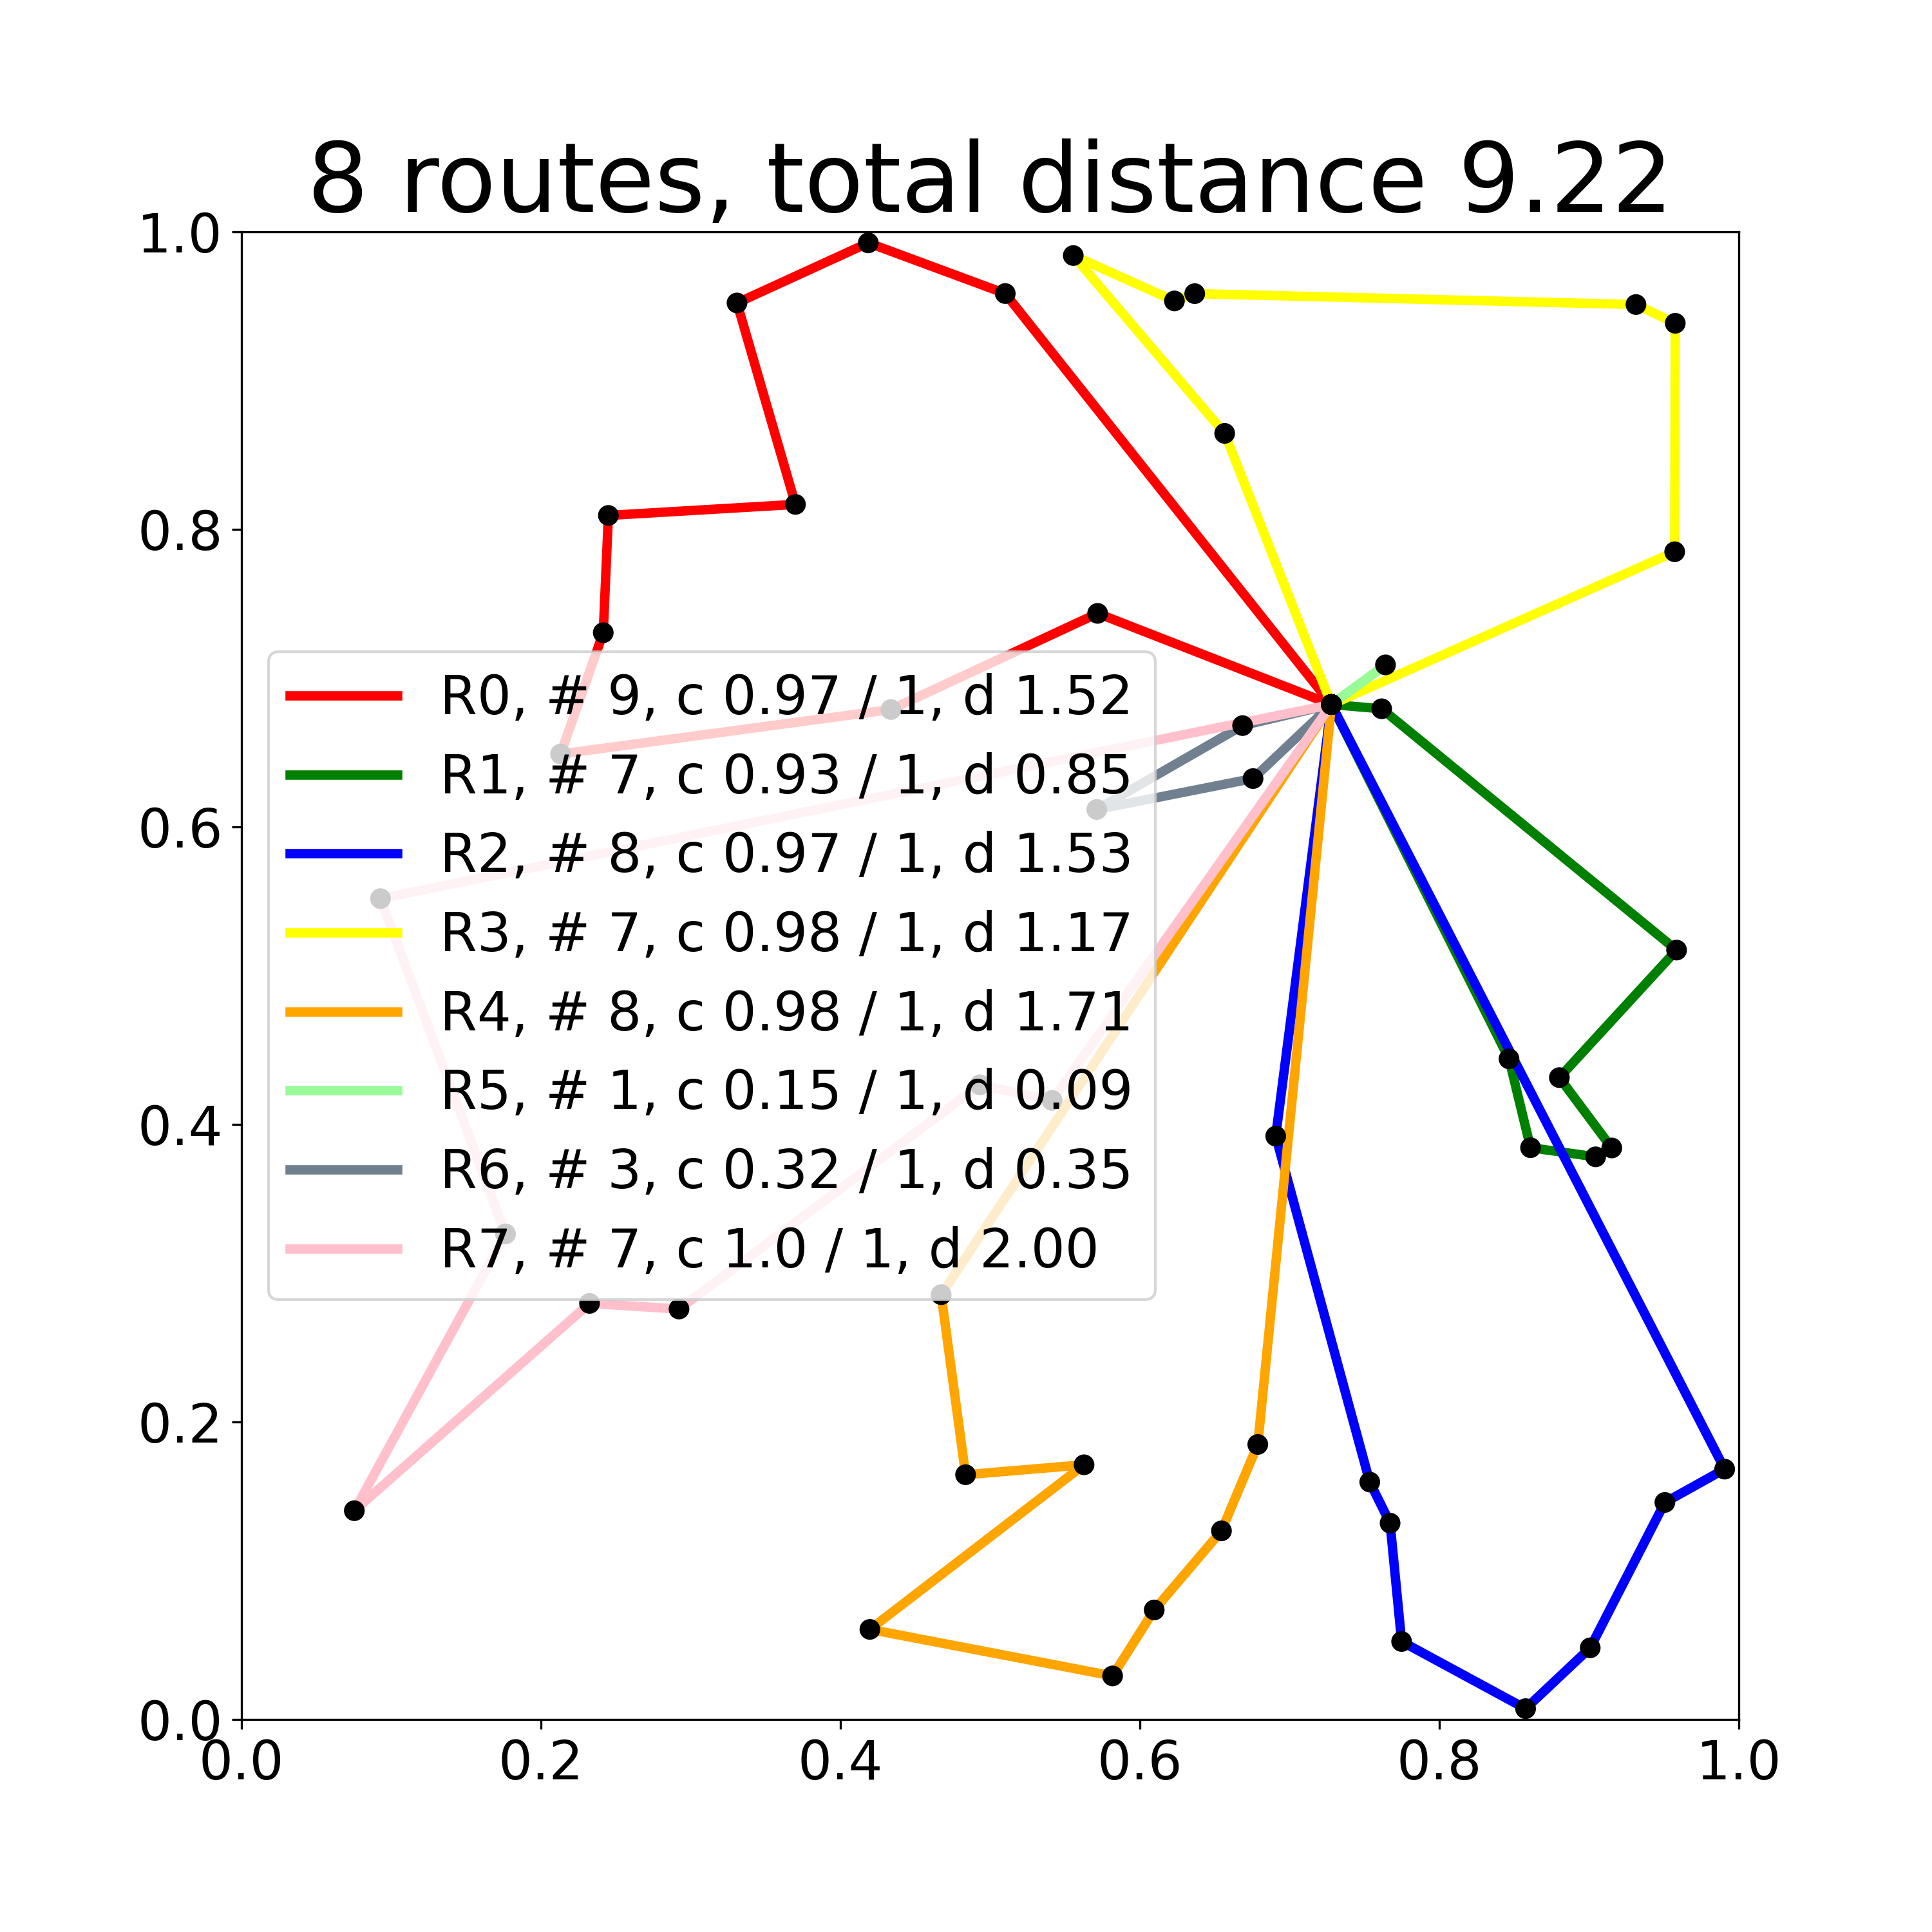 8 routes, total distance 9.22
1.0
0.8
0.6
0.4
0.2
0.0
R0, # 9, c 0.97 / 1, d 1.52
R1, # 7, c 0.93 / 1, d 0.85
R2, # 8, c 0.97 / 1, d 1.53
R3, # 7, c 0.98 / 1, d 1.17
R4, # 8, c 0.98 / 1, d 1.71
R5, # 1, c 0.15 / 1, d 0.09
R6, # 3, c 0.32 / 1, d 0.35
R7, # 7, c 1.0 / 1, d 2.00
0.0 0.2 0.4 0.6 0.8 1.0